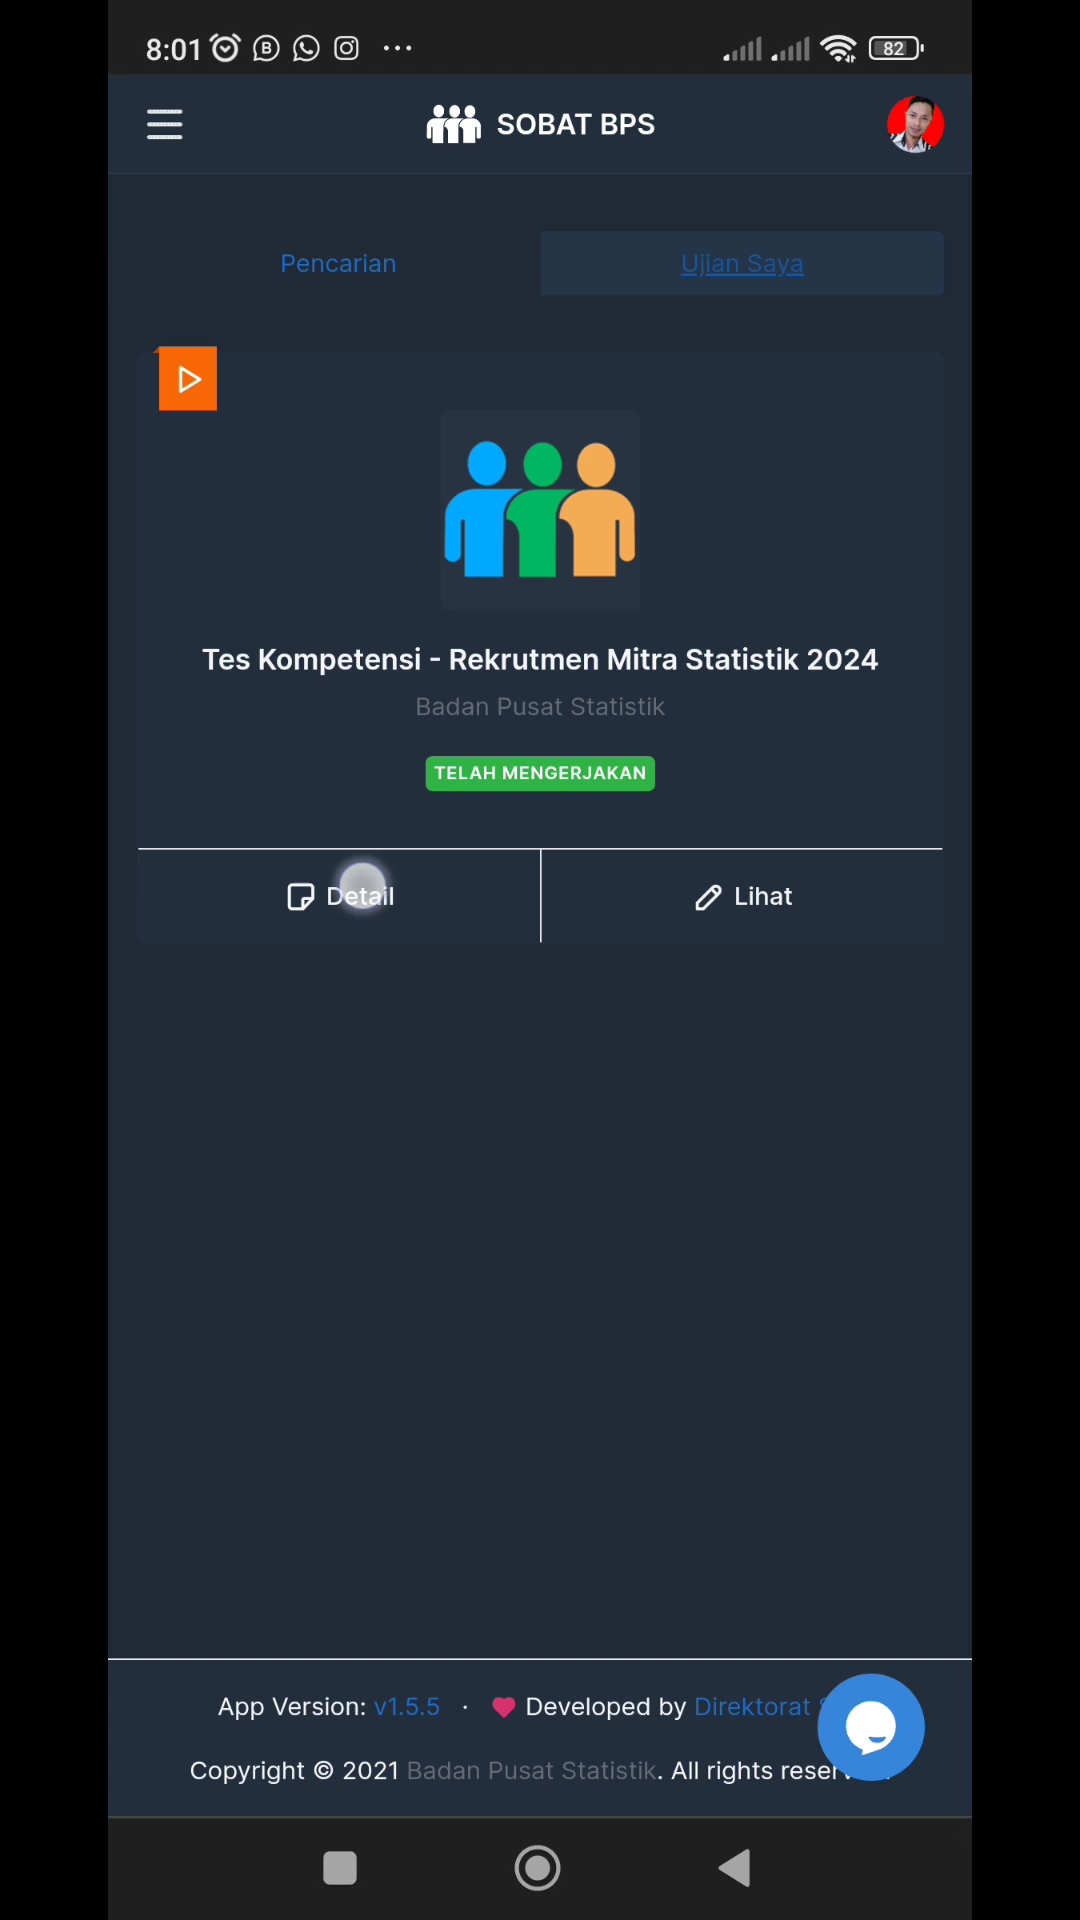 8:01
82
SOBAT BPS
Pencarian
Ujian Saya
Tes Kompetensi - Rekrutmen Mitra Statistik 2024
Badan Pusat Statistik
TELAH MENGERJAKAN
Detail
Lihat
App Version: v1.5.5 · Developed by Direktorat
Copyright © 2021 Badan Pusat Statistik. All rights